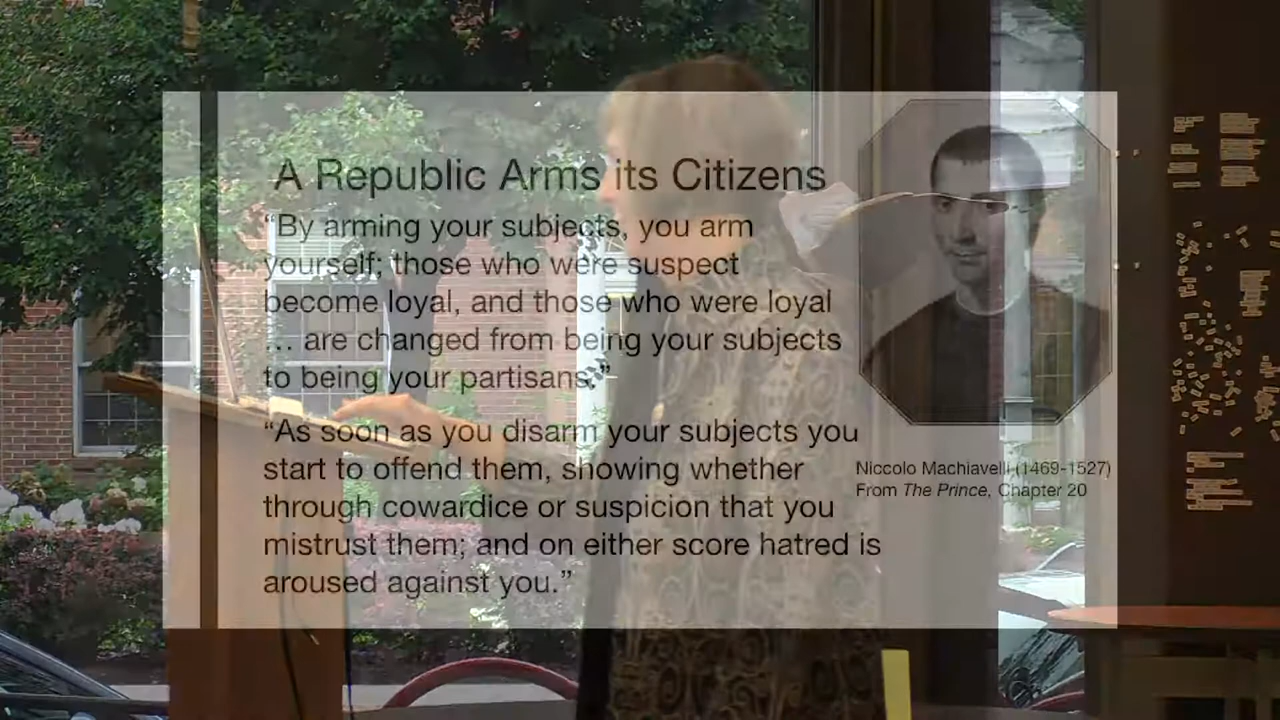 A Republic Arms its Citizens
“By arming your subjects, you arm
yourself; those who were suspect
become loyal, and those who were loyal
… are changed from being your subjects
to being your partisans.”
“As soon as you disarm your subjects you
start to offend them, showing whether
through cowardice or suspicion that you
mistrust them; and on either score hatred is
aroused against you.”
Niccolo Machiavelli (1469-1527)
From The Prince, Chapter 20